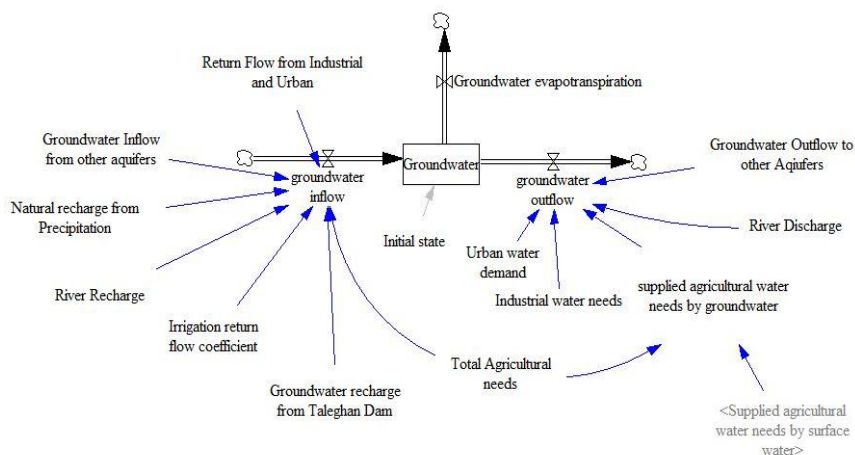 Return Flow from Industrial
and Urban
Groundwater evapotranspiration
Groundwater Inflow
from other aquifers
Groundwater
Groundwater Outflow to
other Aqiufers
groundwater
inflow
groundwater
outflow
Natural recharge from
Precipitation
Initial state
Urban water
demand
River Discharge
River Recharge
Industrial water needs
supplied agricultural water
needs by groundwater
Irrigation return
flow coefficient
Total Agricultural
needs
Groundwater recharge
from Taleghan Dam
<Supplied agricultural
water needs by surface
water>